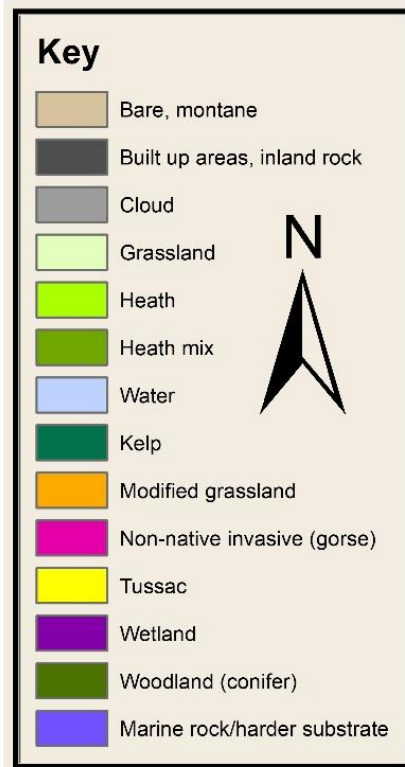 Key
Bare, montane
Built up areas, inland rock
Cloud
Grassland
N
Heath
Heath mix
Water
Kelp
Modified grassland
Non-native invasive (gorse)
Tussac
Wetland
Woodland (conifer)
Marine rock/harder substrate